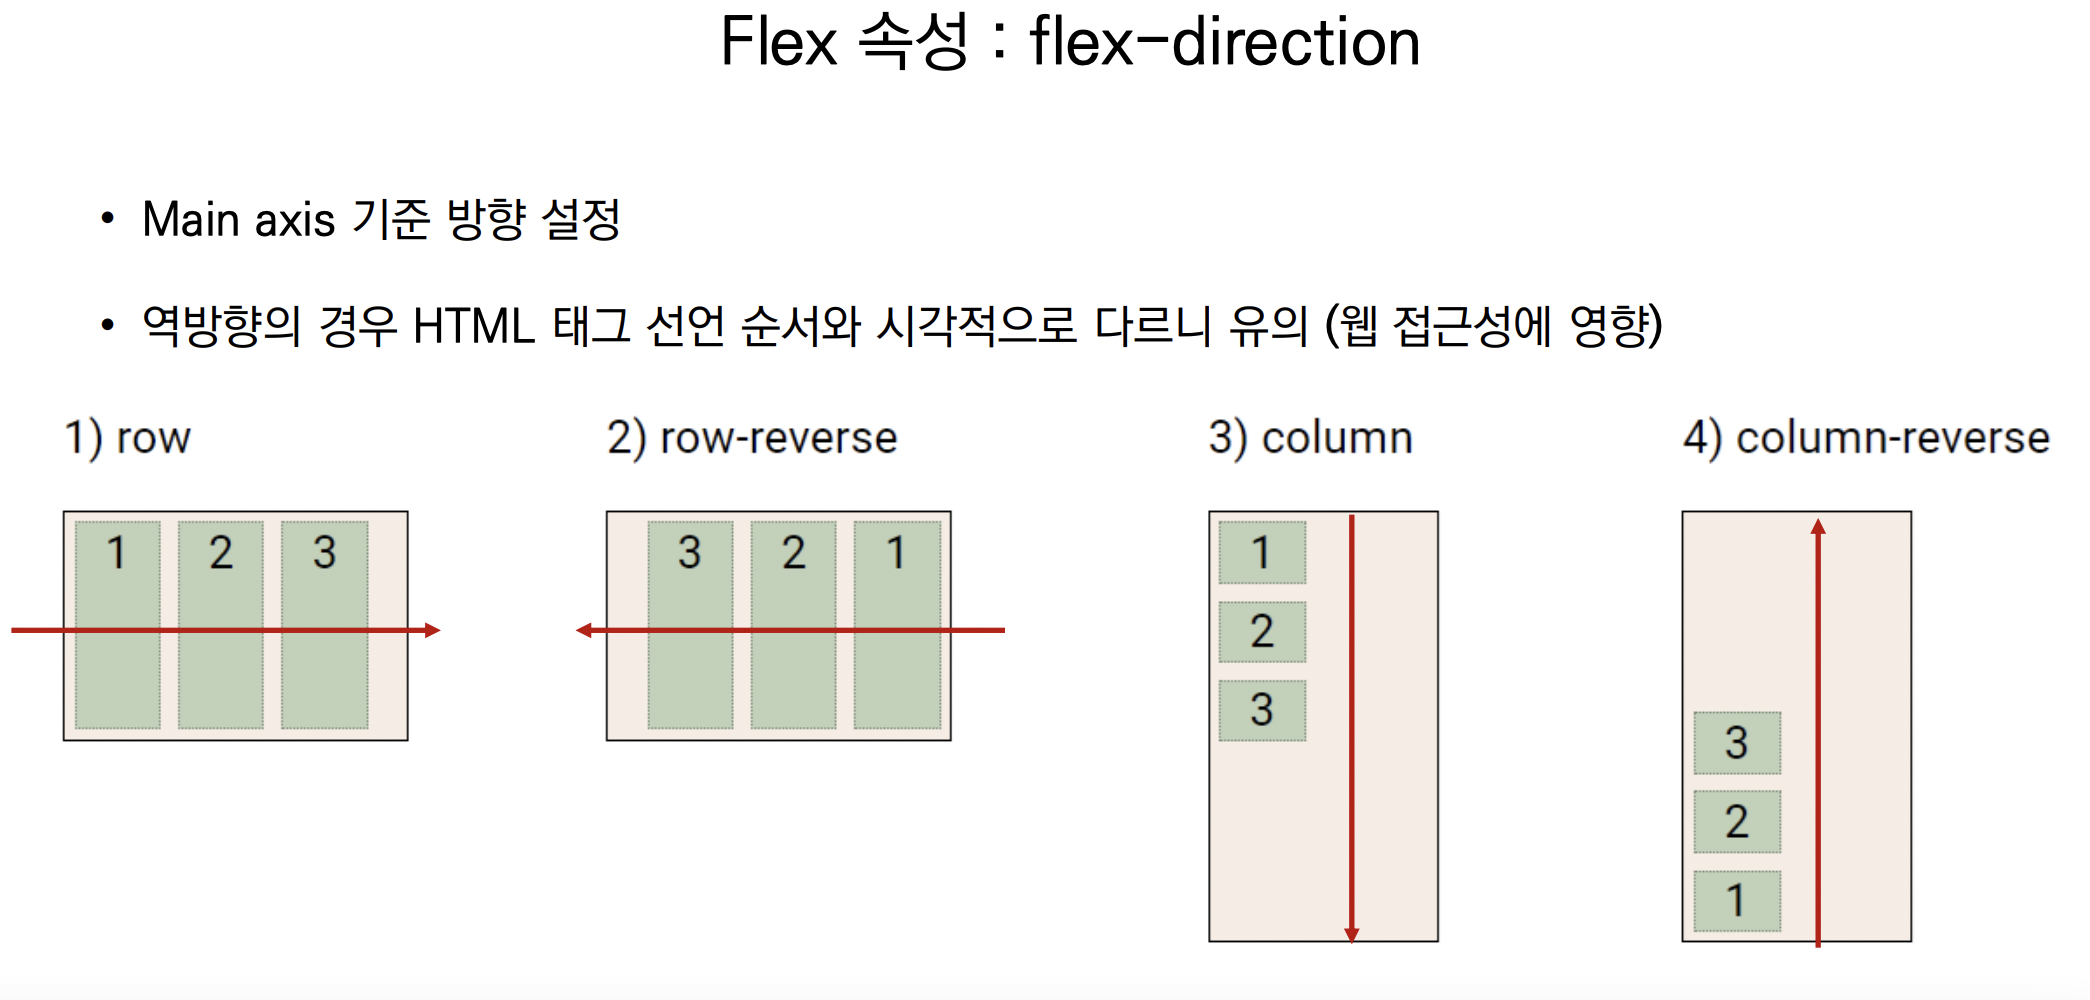 Flex 속성 : flex-direction
• Main axis 기준 방향 설정
• 역방향의 경우 HTML 태그 선언 순서와 시각적으로 다르니 유의 (웹 접근성에 영향)
1) row
1 2 3
2) row-reverse
3 2 1
3) column
1
2
3
4) column-reverse
3
2
1